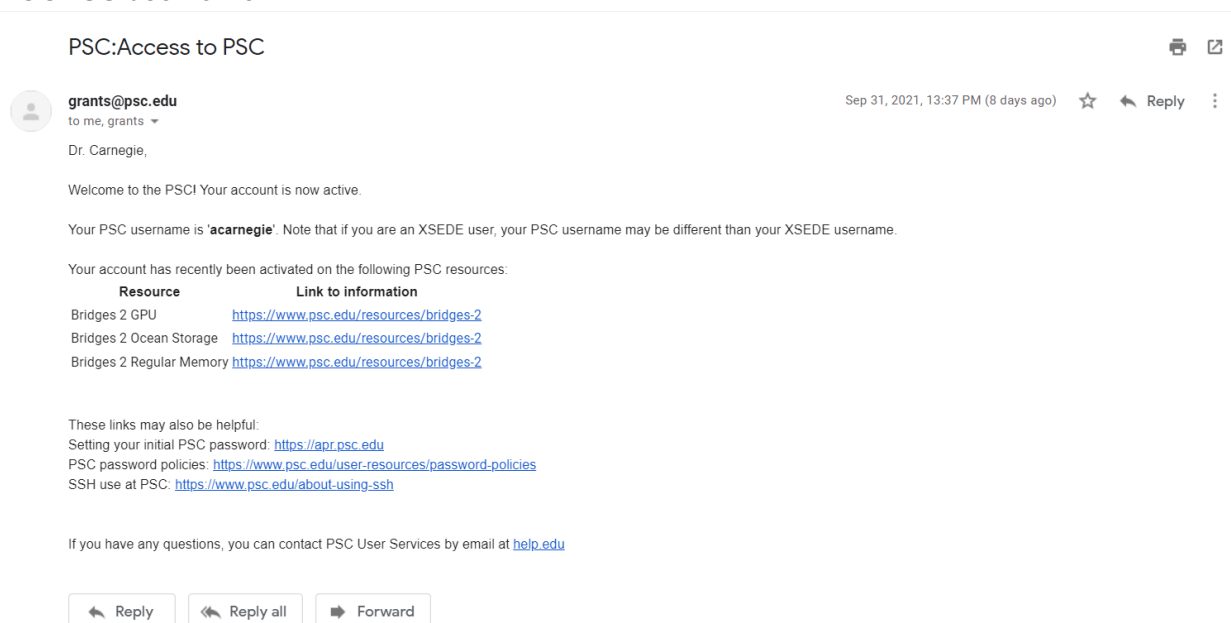 PSC:Access to PSC
grants@psc.edu
Sep 31, 2021, 13:37 PM (8 days ago)
Reply
to me, grants
Dr. Carnegie,
Welcome to the PSC! Your account is now active.
Your PSC username is 'acarnegie'. Note that if you are an XSEDE user, your PSC username may be different than your XSEDE username.
Your account has recently been activated on the following PSC resources:
Resource Link to information
Bridges 2 GPU https://www.psc.edu/resources/bridges-2
Bridges 2 Ocean Storage https://www.psc.edu/resources/bridges-2
Bridges 2 Regular Memory https://www.psc.edu/resources/bridges-2
These links may also be helpful:
Setting your initial PSC password: https://apr.psc.edu
PSC password policies: https://www.psc.edu/user-resources/password-policies
SSH use at PSC: https://www.psc.edu/about-using-ssh
If you have any questions, you can contact PSC User Services by email at help.edu
Reply Reply all Forward